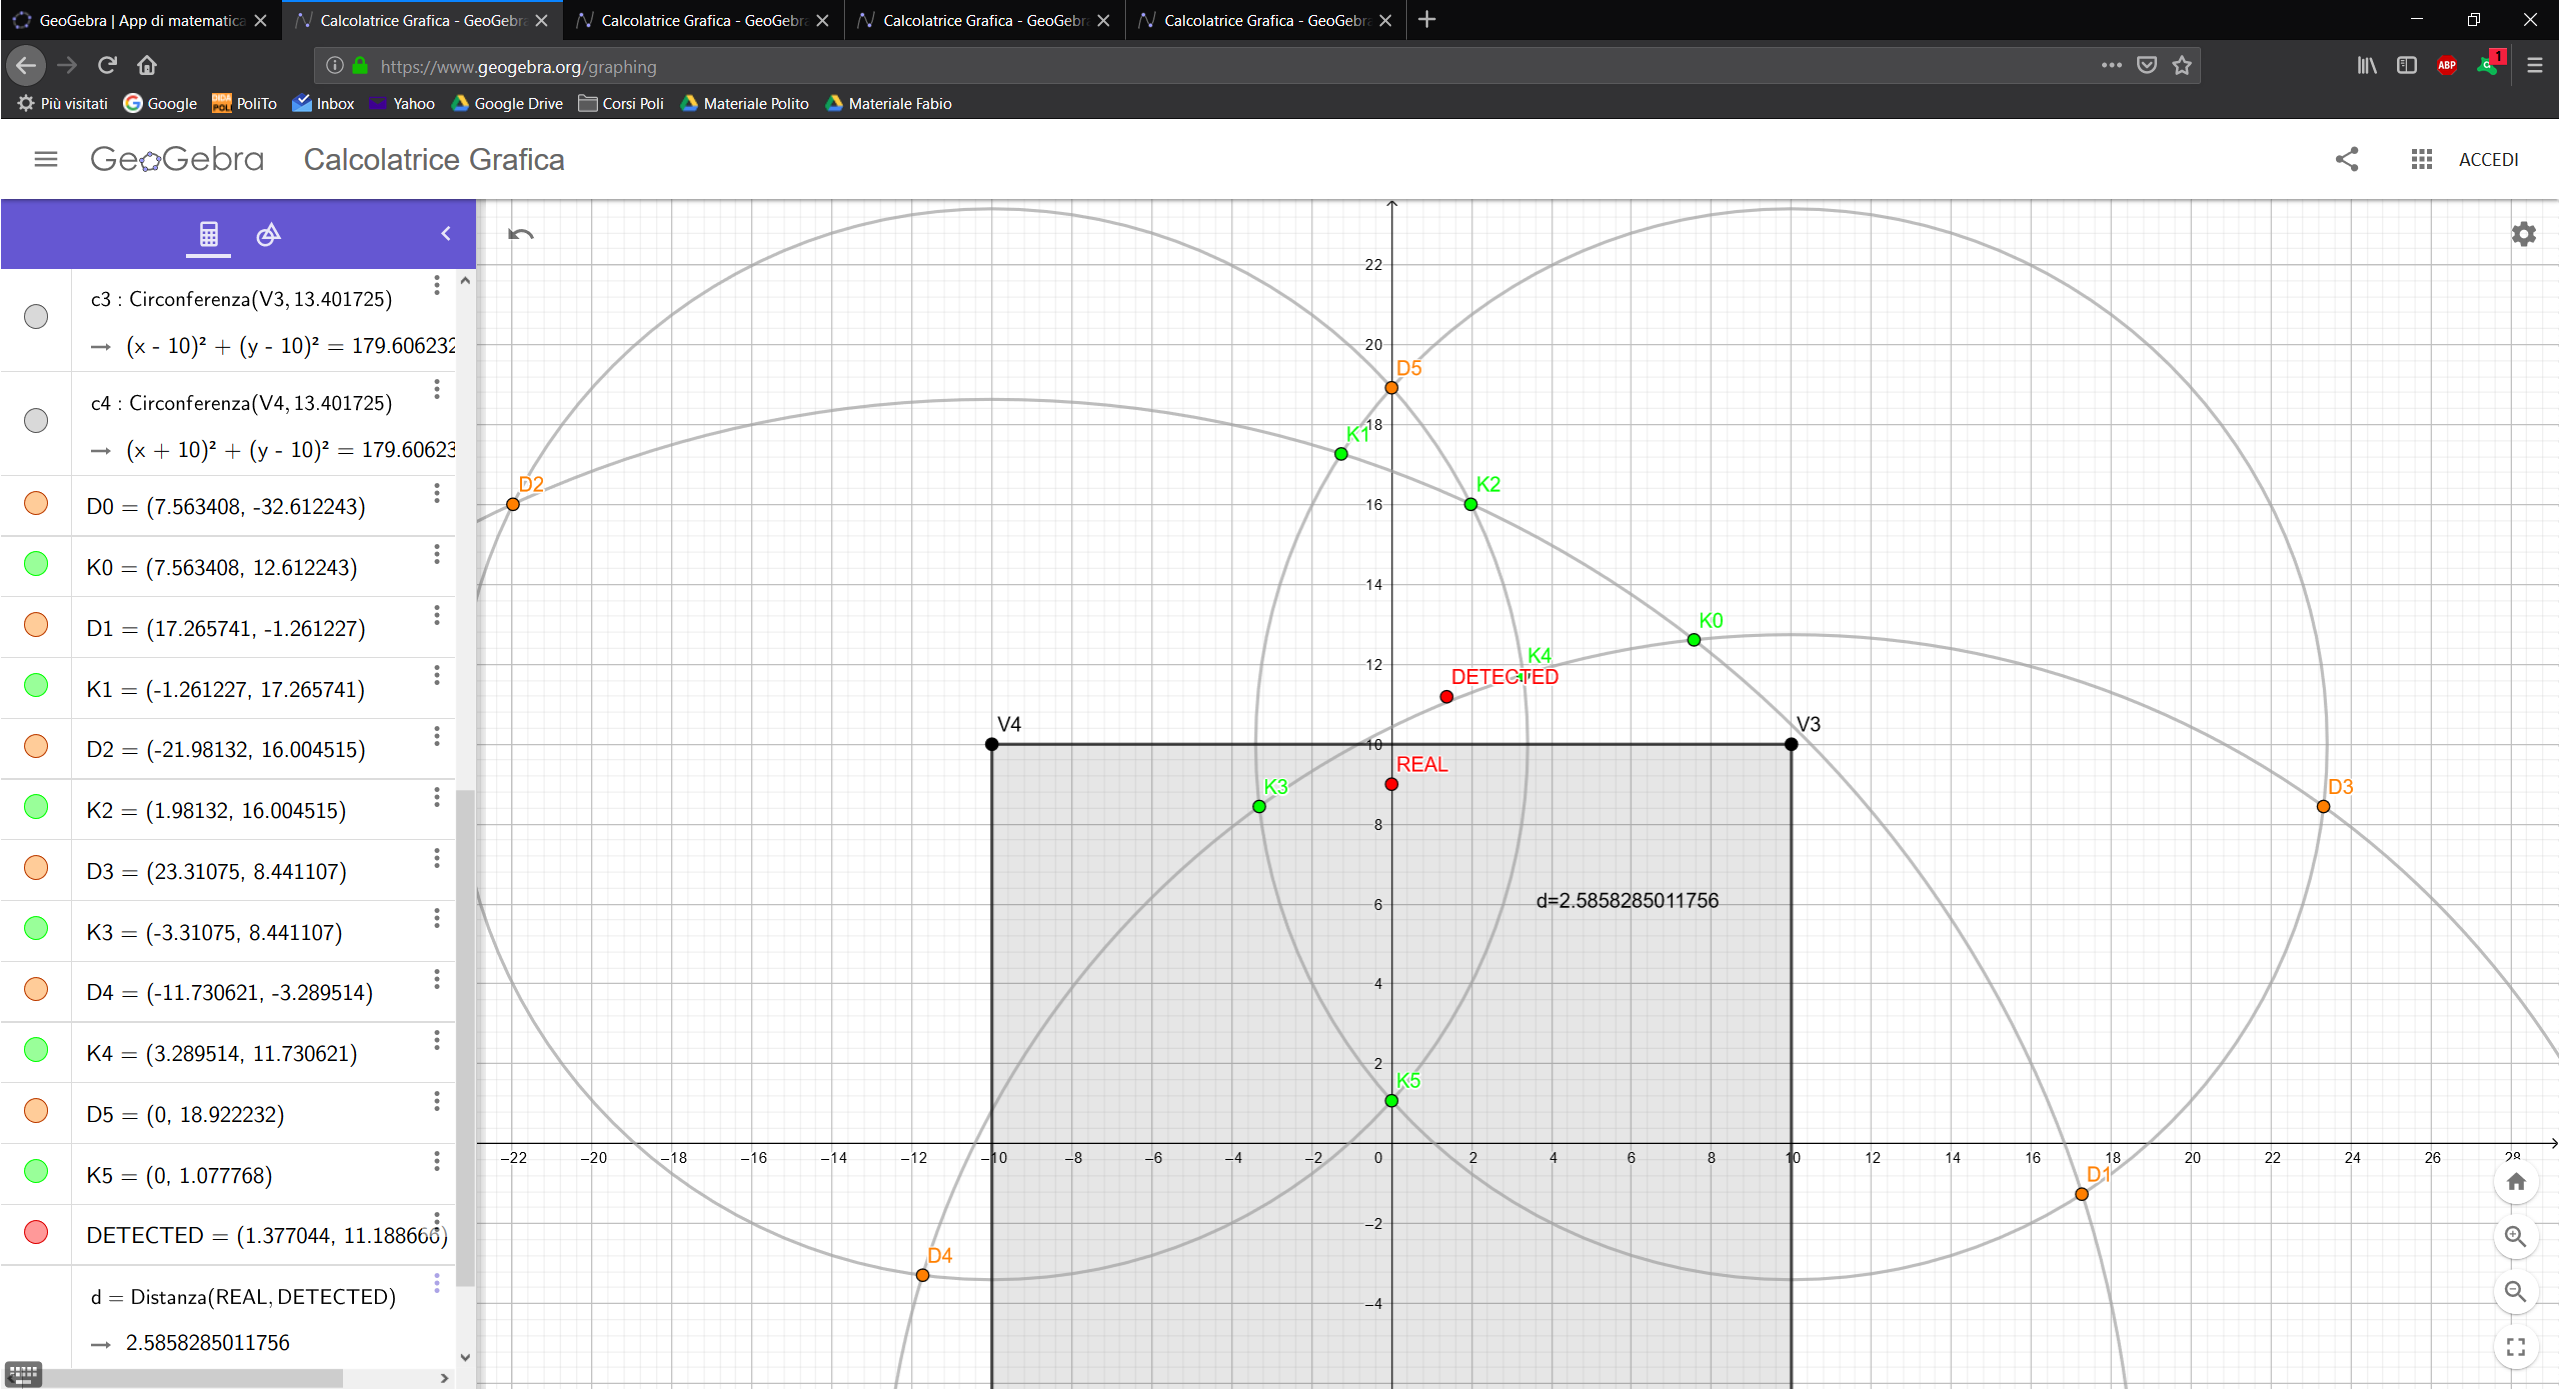 GeoGebra | App di matematica
Calcolatrice Grafica - GeoGebr
Calcolatrice Grafica - GeoGebra
Calcolatrice Grafica - GeoGebr
Calcolatrice Grafica - GeoGebra
https://www.geogebra.org/graphing
ABP
1
Più visitati
Google
PoliTo
Inbox
Yahoo
Google Drive
Corsi Poli
Materiale Polito
Materiale Fabio
GeoGebra
Calcolatrice Grafica
ACCEDI
c3 : Circonferenza(V3, 13.401725)
→ (x - 10)² + (y - 10)² = 179.606232
c4 : Circonferenza(V4, 13.401725)
→ (x + 10)² + (y - 10)² = 179.60623
D0 = (7.563408, -32.612243)
K0 = (7.563408, 12.612243)
D1 = (17.265741, -1.261227)
K1 = (-1.261227, 17.265741)
D2 = (-21.98132, 16.004515)
K2 = (1.98132, 16.004515)
D3 = (23.31075, 8.441107)
K3 = (-3.31075, 8.441107)
D4 = (-11.730621, -3.289514)
K4 = (3.289514, 11.730621)
D5 = (0, 18.922232)
K5 = (0, 1.077768)
DETECTED = (1.377044, 11.188666)
d = Distanza(REAL, DETECTED)
→ 2.5858285011756
22
20
D5
18
K1
D2
K2
16
14
K0
K4
12
DETECTED
V4
V3
10
REAL
K3
D3
8
d=2.5858285011756
6
4
2
K5
–22 –20 –18 –16 –14 –12 –10 –8 –6 –4 –2 0 2 4 6 8 10 12 14 16 18 20 22 24 26 28
D1
–2
D4
–4